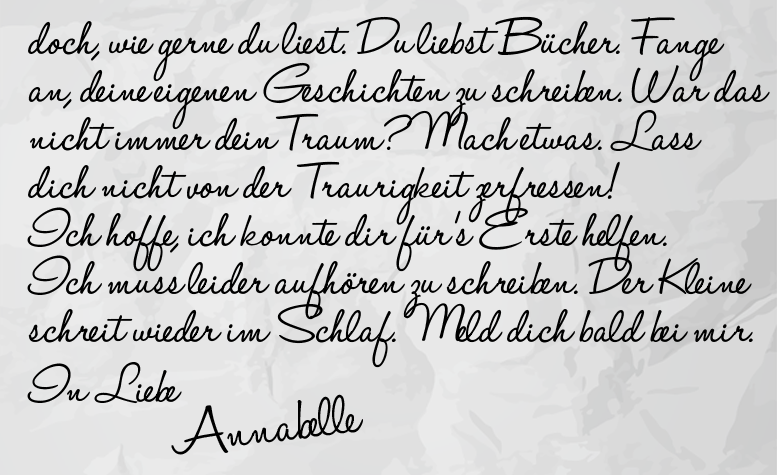 doch, wie gerne du liest. Du liebst Bücher. Fange
an, deine eigenen Geschichten zu schreiben. War das
nicht immer dein Traum? Mach etwas. Lass
dich nicht von der Traurigkeit zerfressen!
Ich hoffe, ich konnte dir für's Erste helfen.
Ich muss leider aufhören zu schreiben. Der Kleine
schreit wieder im Schlaf. Meld dich bald bei mir.
In Liebe
Annabelle